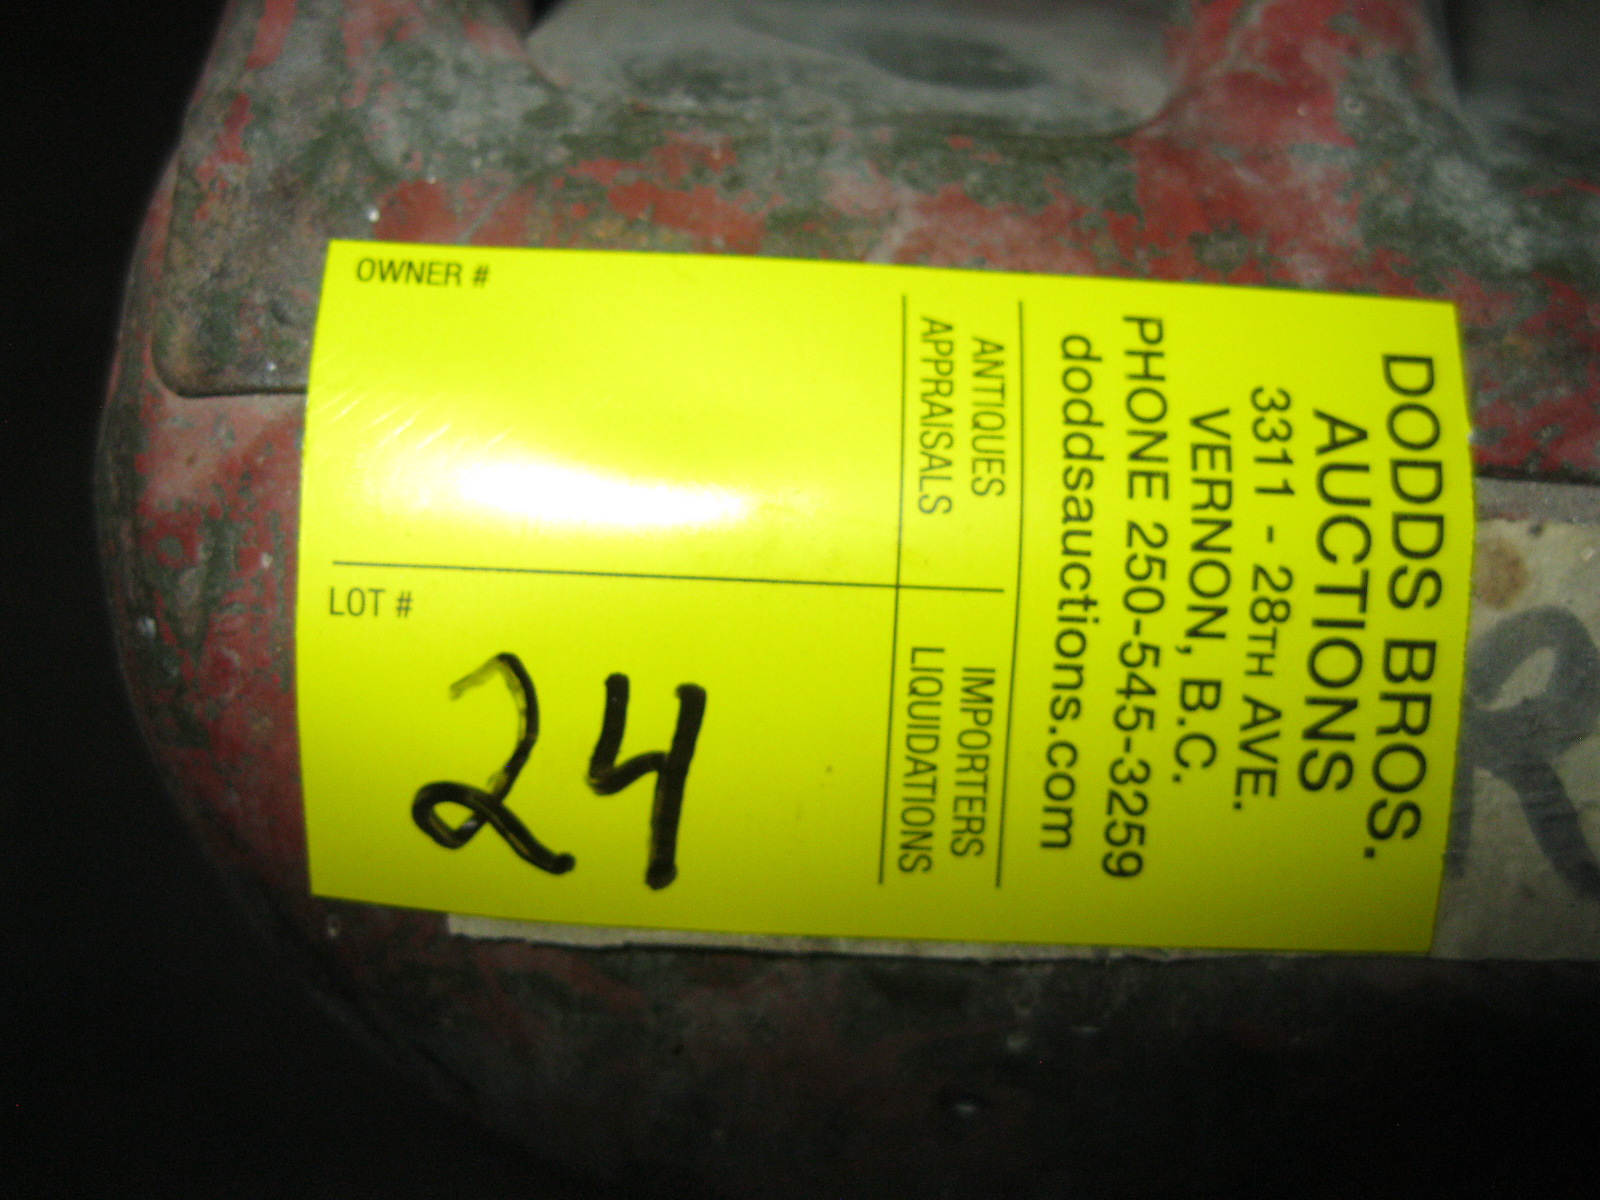 DODDS BROS.
AUCTIONS
3311 - 28TH AVE.
VERNON, B.C.
PHONE 250-545-3259
doddsauctions.com
ANTIQUES
APPRAISALS
IMPORTERS
LIQUIDATIONS
OWNER #
LOT #
24
R